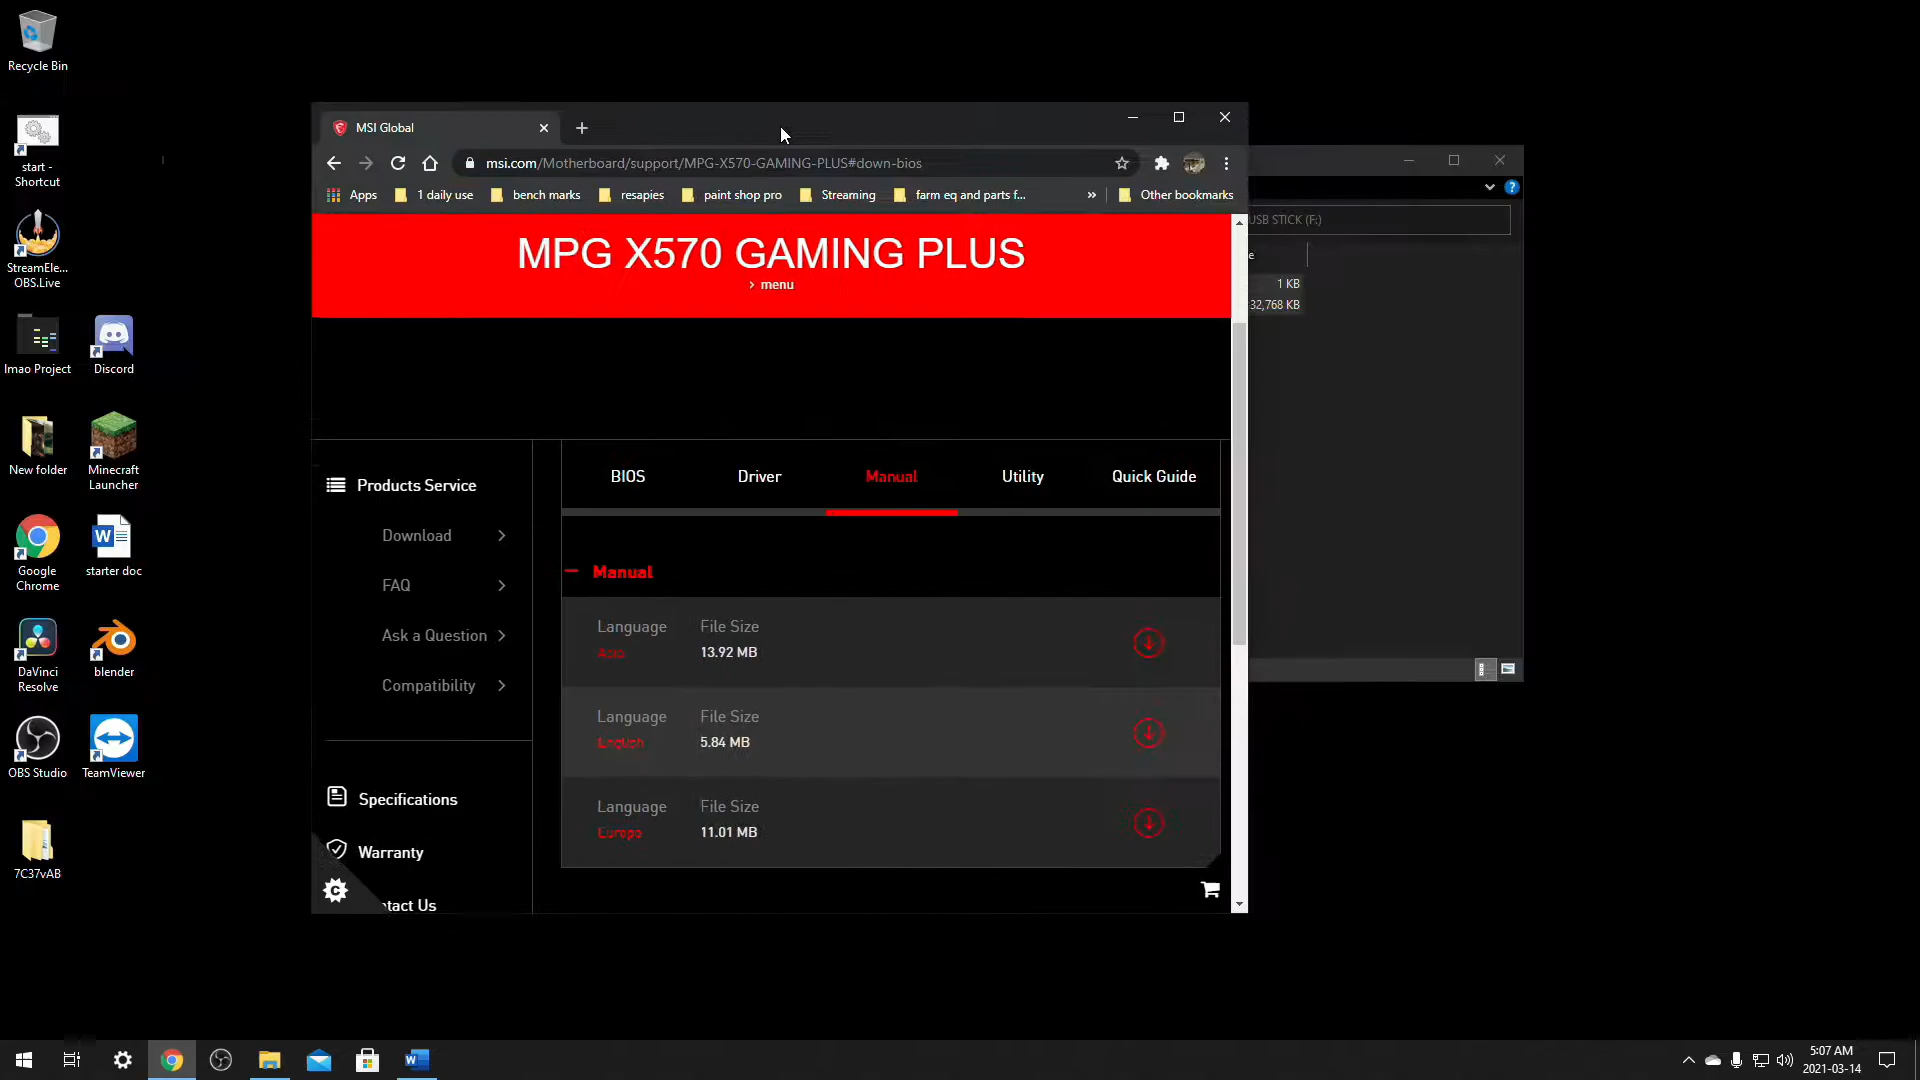 Recycle Bin
start -
Shortcut
StreamEle...
OBS.Live
lmao Project
Discord
New folder
Minecraft
Launcher
Google
Chrome
starter doc
DaVinci
Resolve
blender
OBS Studio
TeamViewer
7C37vAB
MSI Global
msi.com/Motherboard/support/MPG-X570-GAMING-PLUS#down-bios
Apps
1 daily use
bench marks
resapies
paint shop pro
Streaming
farm eq and parts f...
»
Other bookmarks
MPG X570 GAMING PLUS
> menu
Products Service
Download
FAQ
Ask a Question
Compatibility
Specifications
Warranty
tact Us
BIOS
Driver
Manual
Utility
Quick Guide
Manual
Language
File Size
13.92 MB
Language
File Size
English
5.84 MB
Language
File Size
Europe
11.01 MB
USB STICK (F:)
e
1 KB
32,768 KB
5:07 AM
2021-03-14